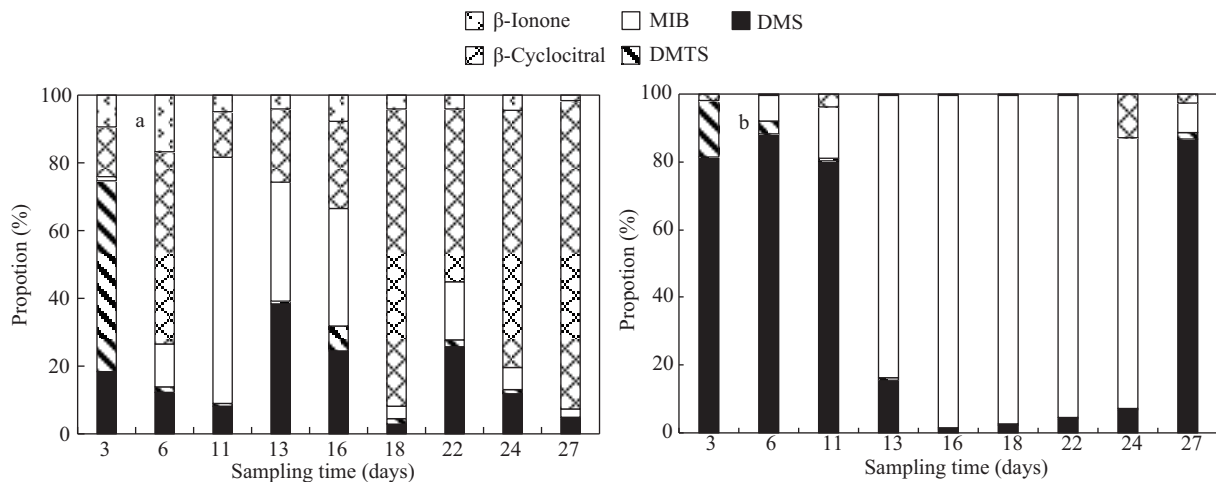 β-Ionone MIB DMS
β-Cyclocitral DMTS
100
80
60
40
20
0
Propotion (%)
a
3 6 11 13 16 18 22 24 27
Sampling time (days)
100
80
60
40
20
0
Propotion (%)
b
3 6 11 13 16 18 22 24 27
Sampling time (days)